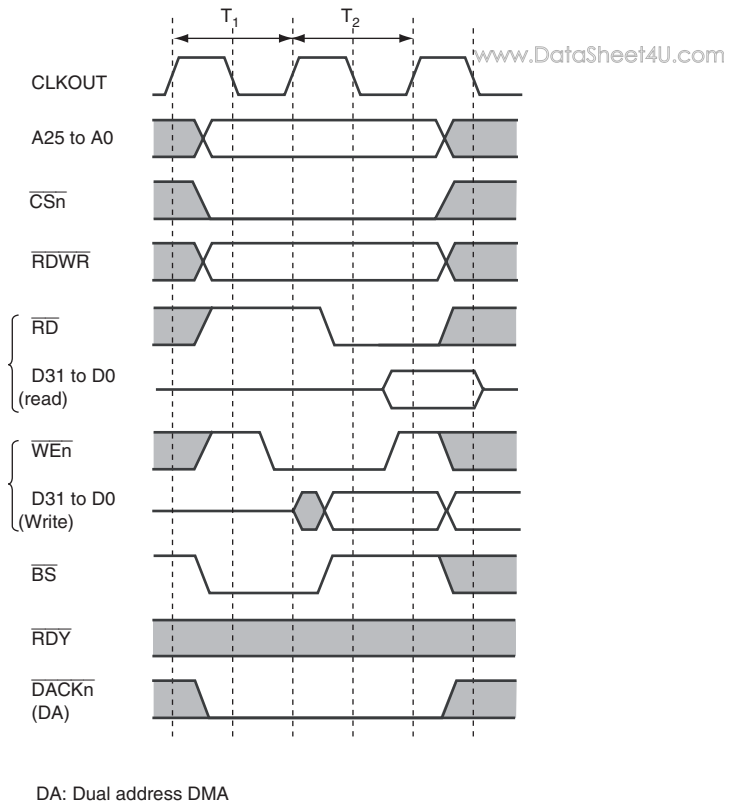 T1 T2
www.DataSheet4U.com
CLKOUT
A25 to A0
CSn
RDWR
RD
D31 to D0
(read)
WEn
D31 to D0
(Write)
BS
RDY
DACKn
(DA)
DA: Dual address DMA